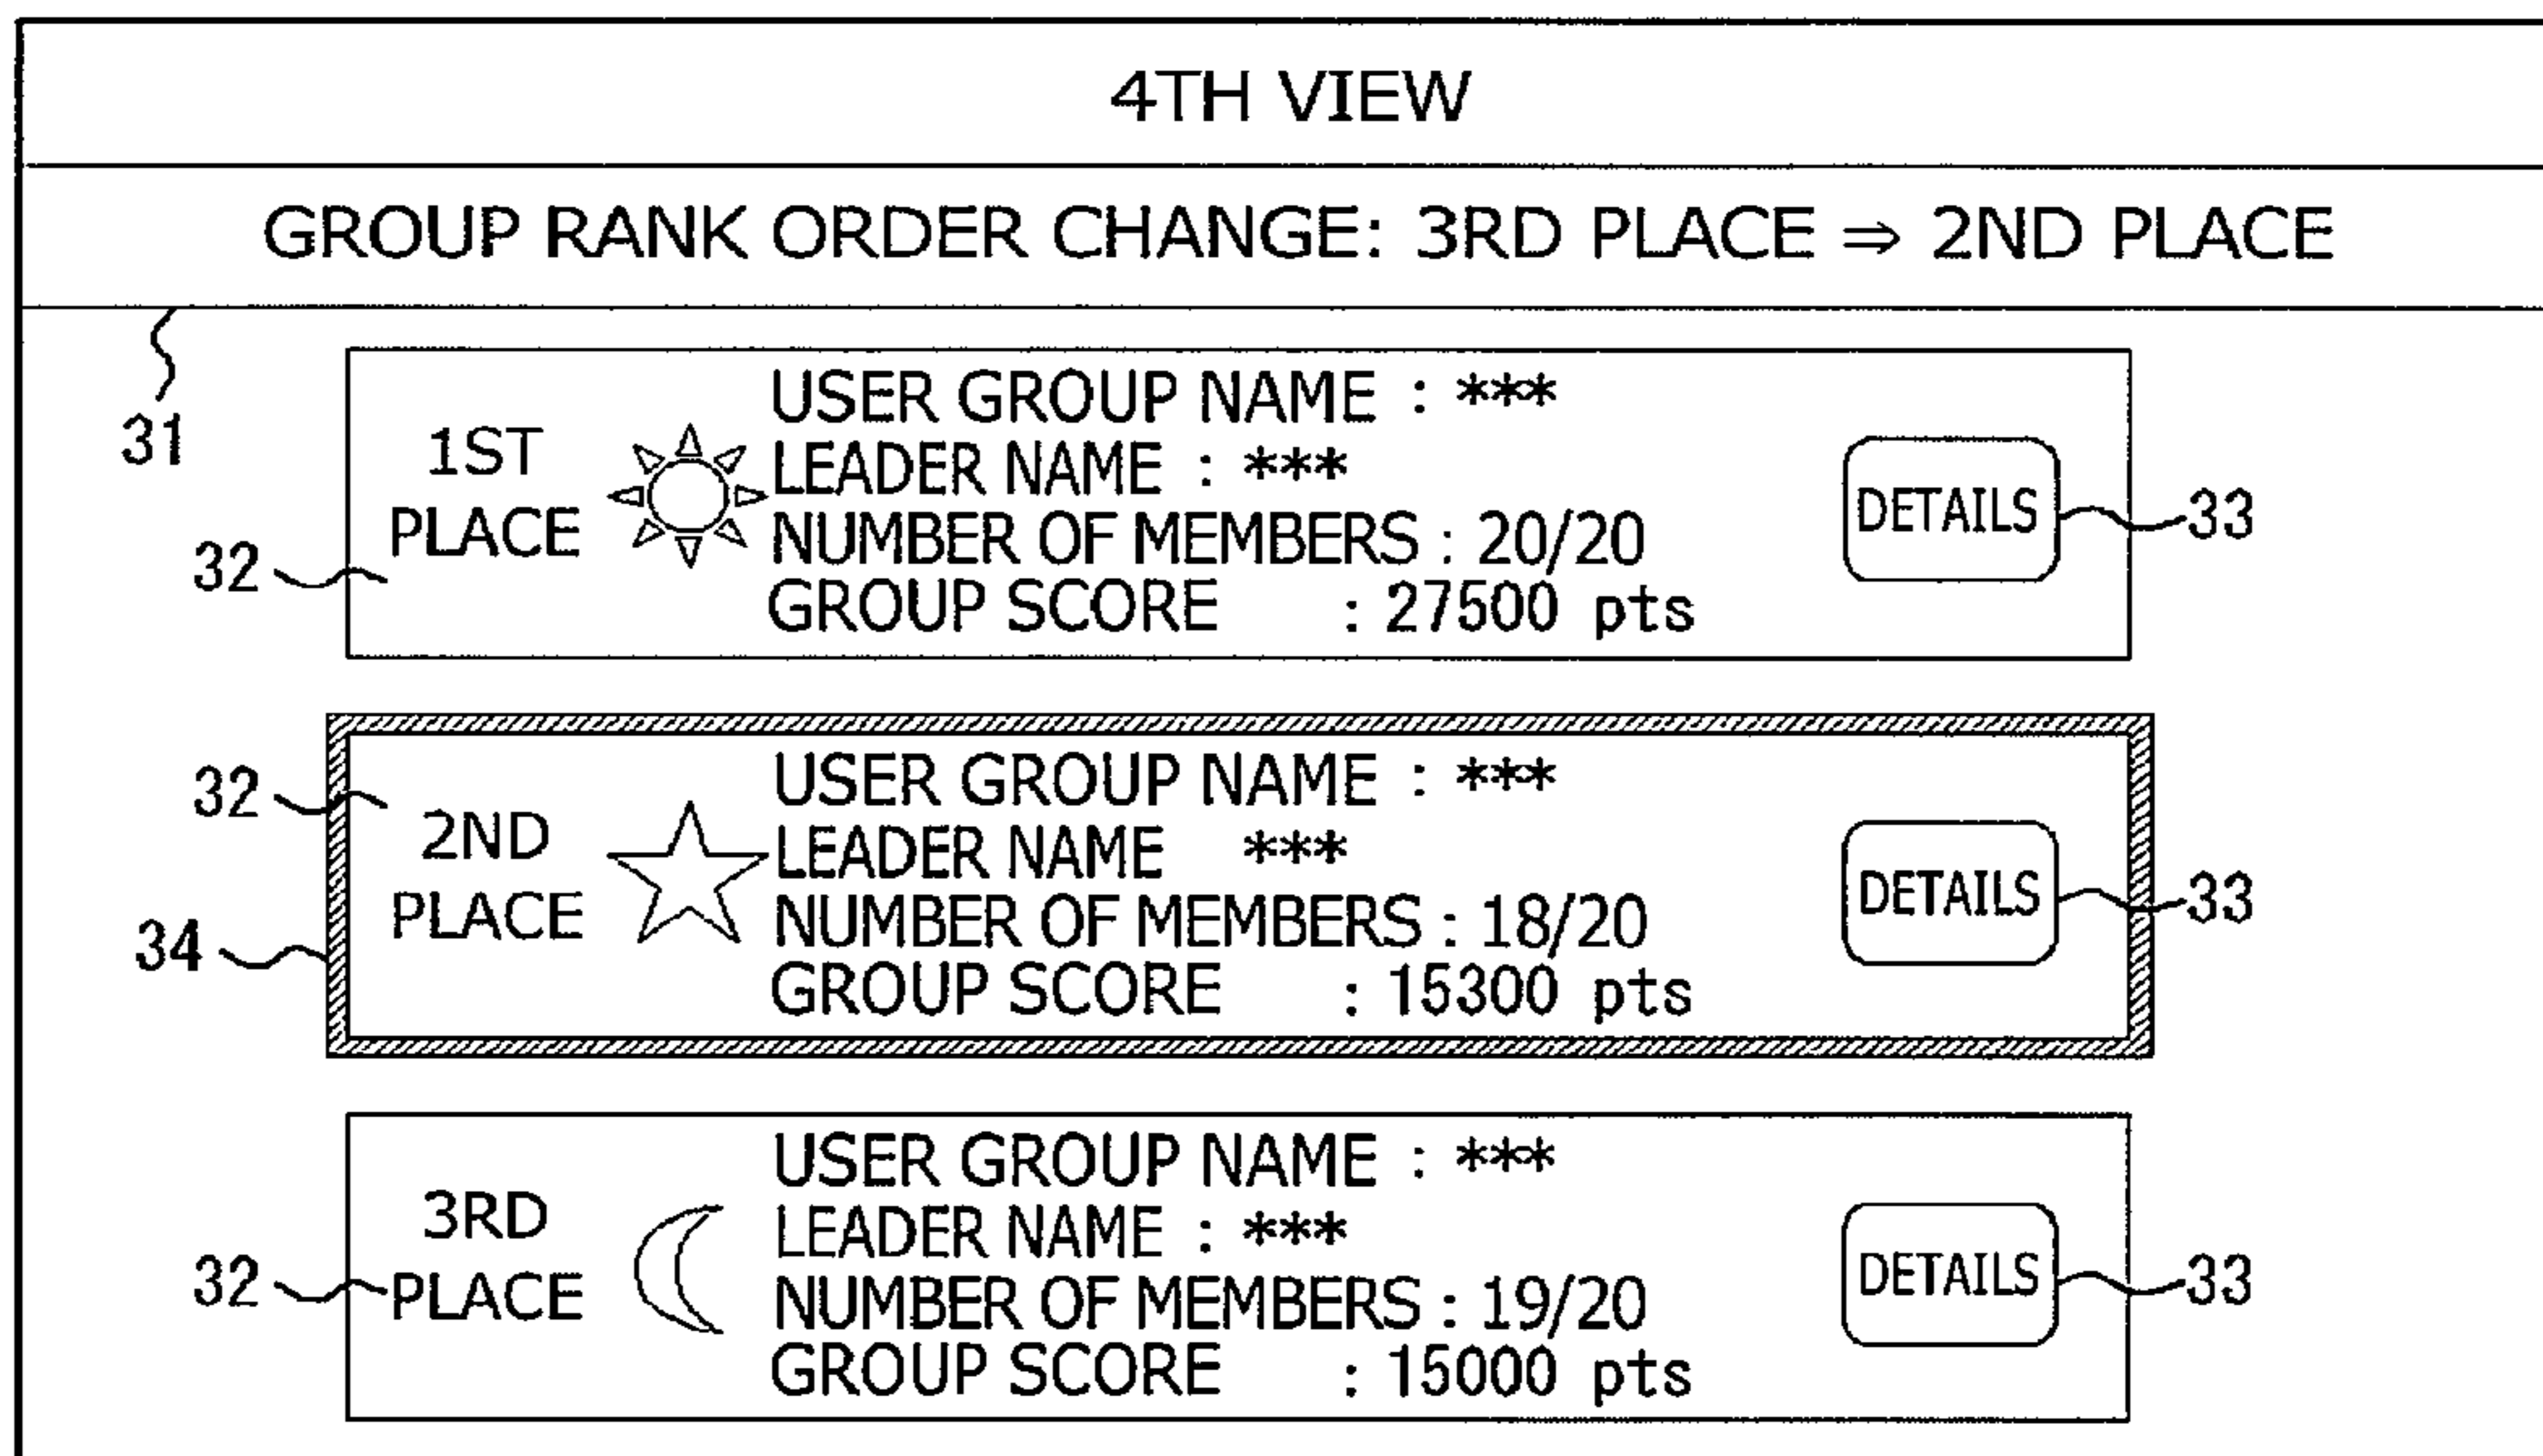 4TH VIEW
GROUP RANK ORDER CHANGE: 3RD PLACE ⇒ 2ND PLACE
31
1ST
PLACE
32
USER GROUP NAME : ***
LEADER NAME : ***
NUMBER OF MEMBERS : 20/20
GROUP SCORE : 27500 pts
DETAILS
33
32
2ND
PLACE
34
USER GROUP NAME : ***
LEADER NAME ***
NUMBER OF MEMBERS : 18/20
GROUP SCORE : 15300 pts
DETAILS
33
3RD
PLACE
32
USER GROUP NAME : ***
LEADER NAME : ***
NUMBER OF MEMBERS : 19/20
GROUP SCORE : 15000 pts
DETAILS
33